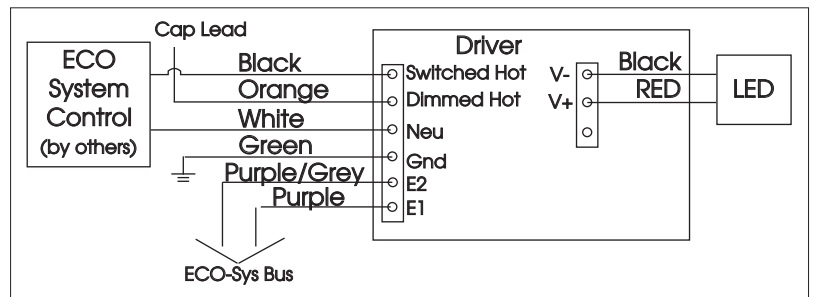 Cap Lead
ECO
System
Control
(by others)
Black
Orange
White
Green
Purple/Grey
Purple
ECO-Sys Bus
Driver
Switched Hot
Dimmed Hot
Neu
Gnd
E2
E1
V-
V+
Black
RED
LED